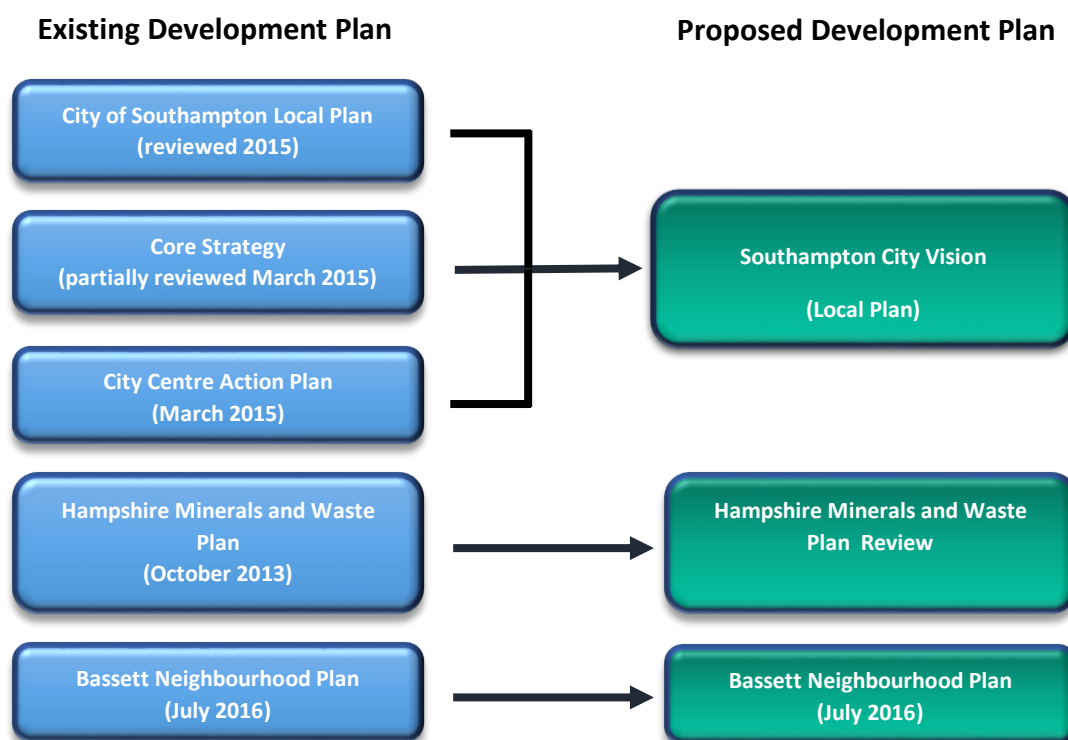 Existing Development Plan
Proposed Development Plan
City of Southampton Local Plan
(reviewed 2015)
Core Strategy
(partially reviewed March 2015)
Southampton City Vision
(Local Plan)
City Centre Action Plan
(March 2015)
Hampshire Minerals and Waste
Plan
(October 2013)
Hampshire Minerals and Waste
Plan Review
Bassett Neighbourhood Plan
(July 2016)
Bassett Neighbourhood Plan
(July 2016)